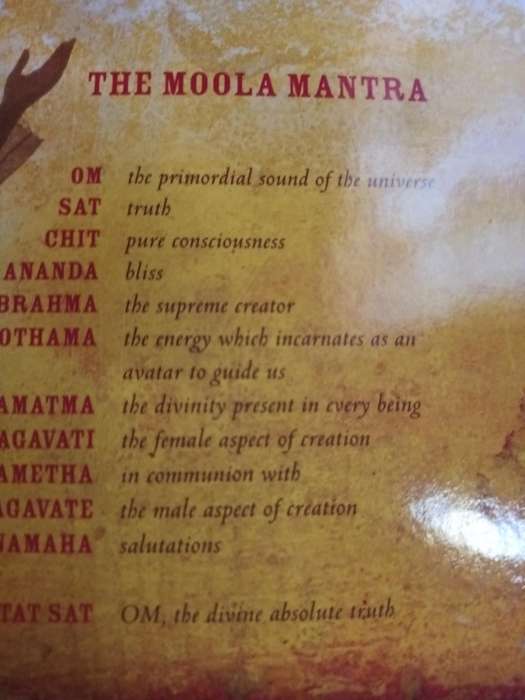 THE MOOLA MANTRA
OM the primordial sound of the universe
SAT truth
CHIT pure consciousness
ANANDA bliss
BRAHMA the supreme creator
OTHAMA the energy which incarnates as an
avatar to guide us
AMATMA the divinity present in every being
AGAVATI the female aspect of creation
AMETHA in communion with
AGAVATE the male aspect of creation
NAMAHA salutations
TAT SAT OM, the divine absolute truth